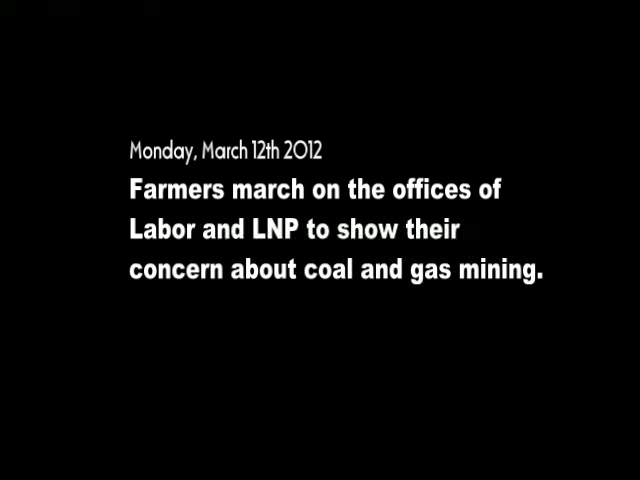 Monday, March 12th 2012
Farmers march on the offices of
Labor and LNP to show their
concern about coal and gas mining.